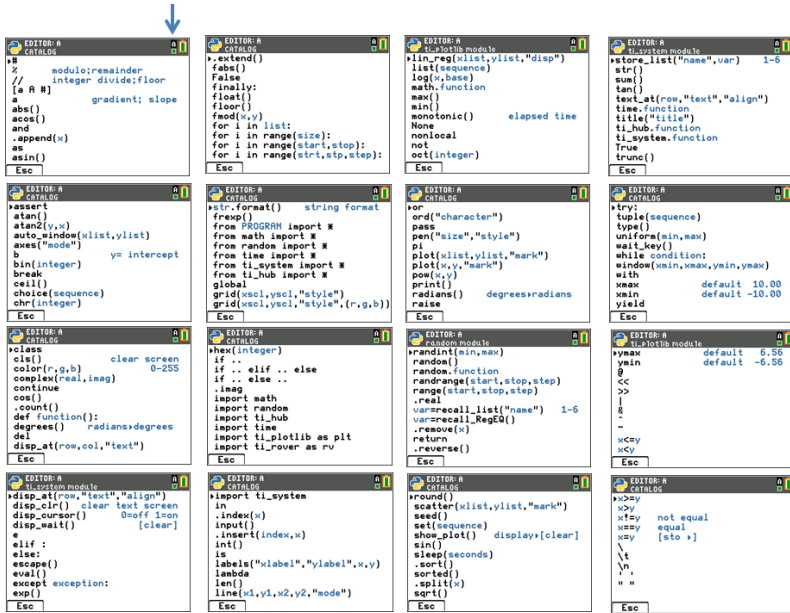 EDITOR: A
CATALOG
#
% modulo;remainder
// integer divide;floor
[a A #]
a gradient; slope
abs()
acos()
and
.append(x)
as
asin()
Esc
EDITOR: A
CATALOG
assert
atan()
atan2(y,x)
auto_window(xlist,ylist)
axes("mode")
b y= intercept
bin(integer)
break
ceil()
choice(sequence)
chr(integer)
Esc
EDITOR: A
CATALOG
class
cls() clear screen
color(r,g,b) 0-255
complex(real,imag)
continue
cos()
.count()
def function():
degrees() radians▸degrees
del
disp_at(row,col,"text")
Esc
EDITOR: A
ti_system module
disp_at(row,"text","align")
disp_clr() clear text screen
disp_cursor() 0=off 1=on
disp_wait() [clear]
e
elif :
else:
escape()
eval()
except exception:
exp()
Esc
EDITOR: A
CATALOG
.extend()
fabs()
False
finally:
float()
floor()
fmod(x,y)
for i in list:
for i in range(size):
for i in range(start,stop):
for i in range(strt,stp,step):
Esc
EDITOR: A
CATALOG
str.format() string format
frexp()
from PROGRAM import *
from math import *
from random import *
from time import *
from ti_system import *
from ti_hub import *
global
grid(xscl,yscl,"style")
grid(xscl,yscl,"style",(r,g,b))
Esc
EDITOR: A
CATALOG
hex(integer)
if ..
if .. elif .. else
if .. else ..
.imag
import math
import random
import ti_hub
import time
import ti_plotlib as plt
import ti_rover as rv
Esc
EDITOR: A
CATALOG
import ti_system
in
.index(x)
input()
.insert(index,x)
int()
is
labels("xlabel","ylabel",x,y)
lambda
len()
line(x1,y1,x2,y2,"mode")
Esc
EDITOR: A
ti_plotlib module
lin_reg(xlist,ylist,"disp")
list(sequence)
log(x,base)
math.function
max()
min()
monotonic() elapsed time
None
nonlocal
not
oct(integer)
Esc
EDITOR: A
CATALOG
or
ord("character")
pass
pen("size","style")
pi
plot(xlist,ylist,"mark")
plot(x,y,"mark")
pow(x,y)
print()
radians() degrees▸radians
raise
Esc
EDITOR: A
random module
randint(min,max)
random()
random.function
randrange(start,stop,step)
range(start,stop,step)
.real
var=recall_list("name") 1-6
var=recall_RegEQ()
.remove(x)
return
.reverse()
Esc
EDITOR: A
CATALOG
round()
scatter(xlist,ylist,"mark")
seed()
set(sequence)
show_plot() display▸[clear]
sin()
sleep(seconds)
.sort()
sorted()
.split(x)
sqrt()
Esc
EDITOR: A
ti_system module
store_list("name",var) 1-6
str()
sum()
tan()
text_at(row,"text","align")
time.function
title("title")
ti_hub.function
ti_system.function
True
trunc()
Esc
EDITOR: A
CATALOG
try:
tuple(sequence)
type()
uniform(min,max)
wait_key()
while condition:
window(xmin,xmax,ymin,ymax)
with
xmax default 10.00
xmin default -10.00
yield
Esc
EDITOR: A
ti_plotlib module
ymax default 6.56
ymin default -6.56
@
<<
>>
|
&
^
~
x<=y
x<y
Esc
EDITOR: A
CATALOG
x>=y
x>y
x!=y not equal
x==y equal
x=y [sto ▸]
\
\t
\n
' '
" "
Esc